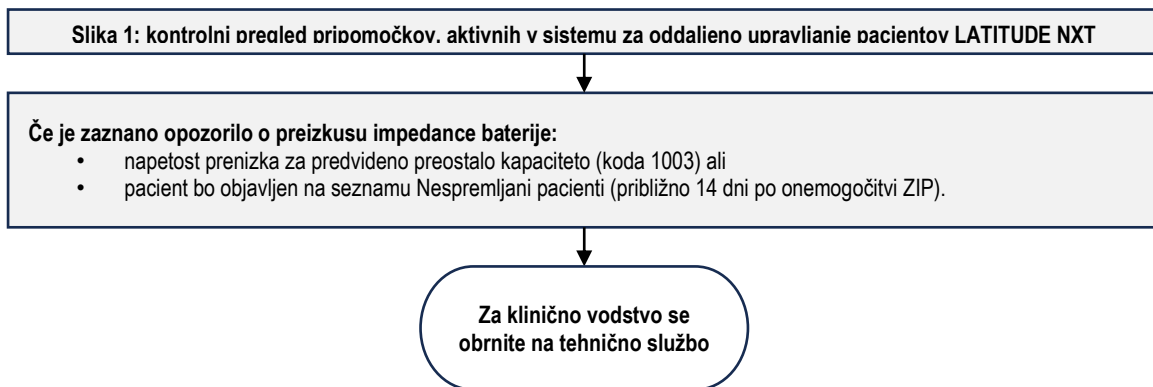 Slika 1: kontrolni pregled pripomočkov, aktivnih v sistemu za oddaljeno upravljanje pacientov LATITUDE NXT
Če je zaznano opozorilo o preizkusu impedance baterije:
• napetost prenizka za predvideno preostalo kapaciteto (koda 1003) ali
• pacient bo objavljen na seznamu Nespremljani pacienti (približno 14 dni po onemogočitvi ZIP).
Za klinično vodstvo se
obrnite na tehnično službo